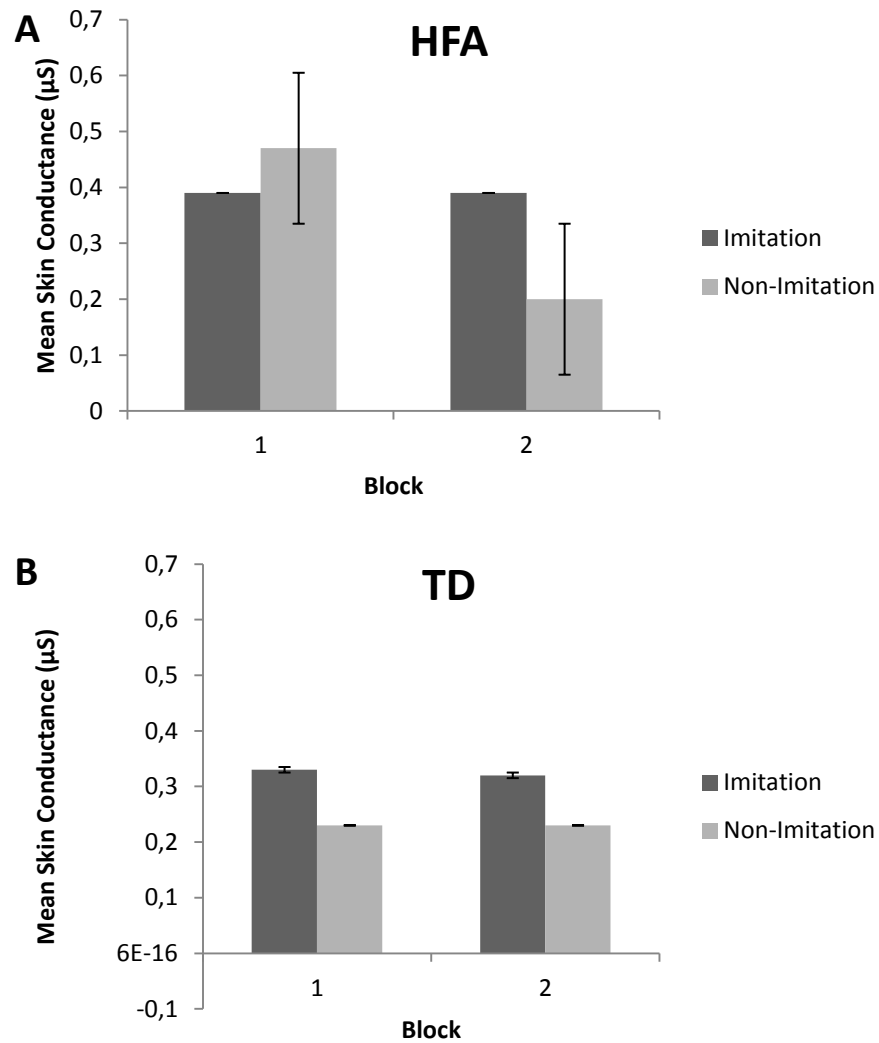 A
HFA
0,7
0,6
0,5
0,4
0,3
0,2
0,1
0
Mean Skin Conductance (µS)
1
2
Block
Imitation
Non-Imitation
B
TD
0,7
0,6
0,5
0,4
0,3
0,2
0,1
6E-16
-0,1
Mean Skin Conductance (µS)
1
2
Block
Imitation
Non-Imitation